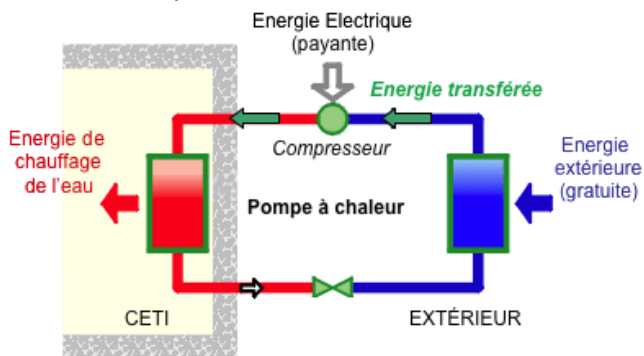 Energie Electrique
(payante)
Energie transférée
Energie de
chauffage
de l'eau
Compresseur
Energie
extérieure
(gratuite)
Pompe à chaleur
CETI
EXTÉRIEUR